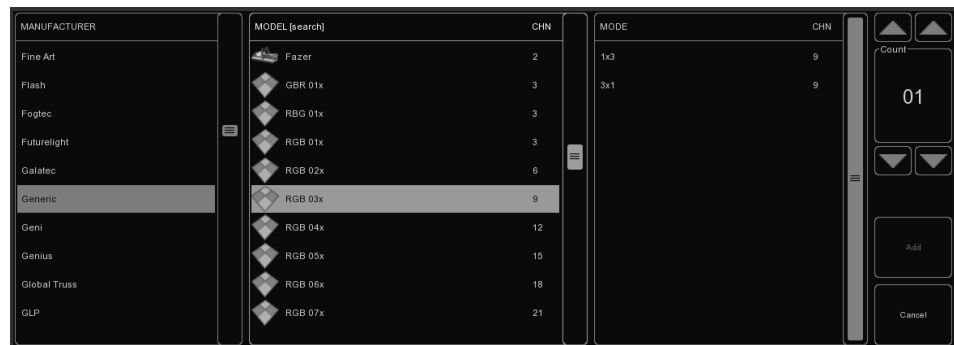 MANUFACTURER MODEL [search] CHN MODE CHN
Fine Art Fazer 2 1x3 9 Count
Flash GBR 01x 3 3x1 9 01
Fogtec RBG 01x 3
Futurelight RGB 01x 3
Galatec RGB 02x 6
Generic RGB 03x 9
Geni RGB 04x 12 Add
Genius RGB 05x 15
Global Truss RGB 06x 18
GLP RGB 07x 21 Cancel